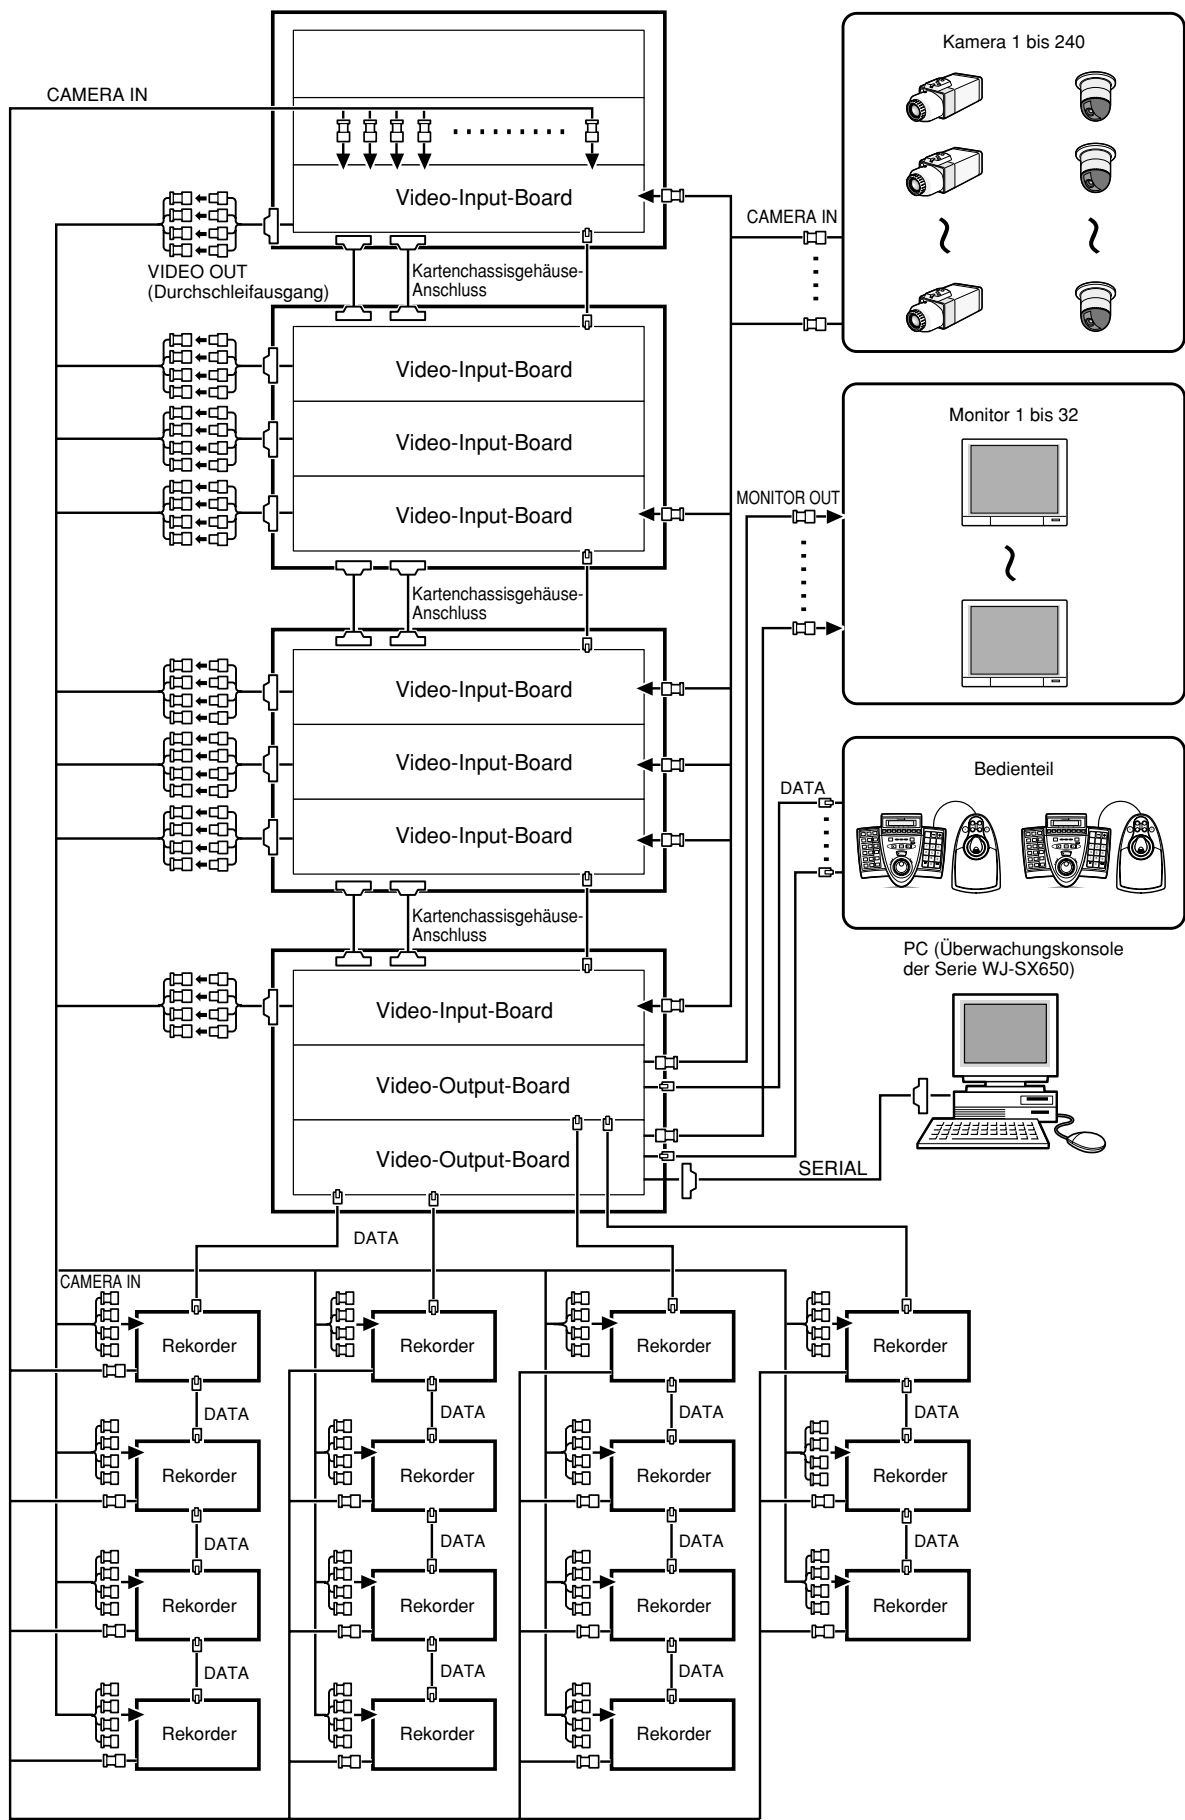 Kamera 1 bis 240
CAMERA IN
Video-Input-Board
CAMERA IN
VIDEO OUT
(Durchschleifausgang)
Kartenchassisgehäuse-
Anschluss
Video-Input-Board
Monitor 1 bis 32
Video-Input-Board
MONITOR OUT
Video-Input-Board
Kartenchassisgehäuse-
Anschluss
Video-Input-Board
Video-Input-Board
Bedienteil
DATA
Video-Input-Board
Kartenchassisgehäuse-
Anschluss
PC (Überwachungskonsole
der Serie WJ-SX650)
Video-Input-Board
Video-Output-Board
Video-Output-Board
SERIAL
DATA
CAMERA IN
Rekorder
Rekorder
Rekorder
Rekorder
DATA
DATA
DATA
DATA
Rekorder
Rekorder
Rekorder
Rekorder
DATA
DATA
DATA
DATA
Rekorder
Rekorder
Rekorder
Rekorder
DATA
DATA
DATA
Rekorder
Rekorder
Rekorder